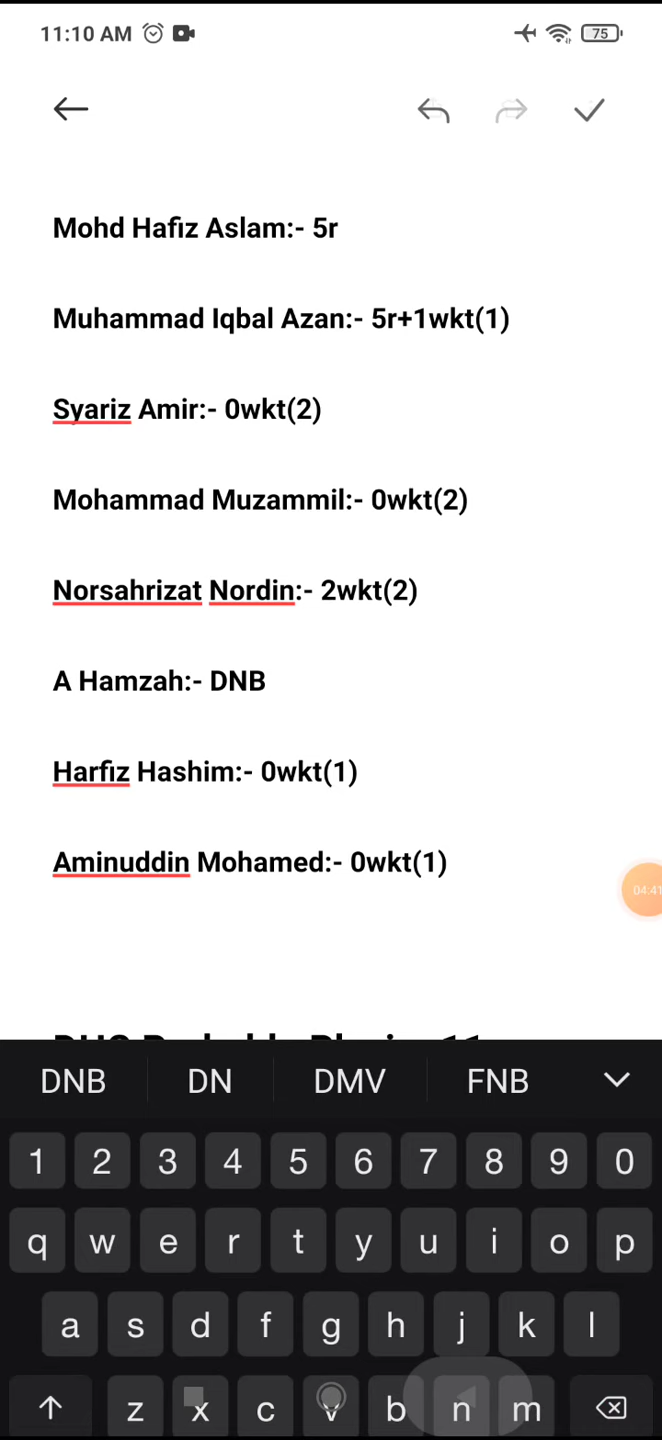 11:10 AM 75
Mohd Hafiz Aslam:- 5r
Muhammad Iqbal Azan:- 5r+1wkt(1)
Syariz Amir:- 0wkt(2)
Mohammad Muzammil:- 0wkt(2)
Norsahrizat Nordin:- 2wkt(2)
A Hamzah:- DNB
Harfiz Hashim:- 0wkt(1)
Aminuddin Mohamed:- 0wkt(1)
04:41
DNB DN DMV FNB
1 2 3 4 5 6 7 8 9 0
q w e r t y u i o p
a s d f g h j k l
z x c v b n m